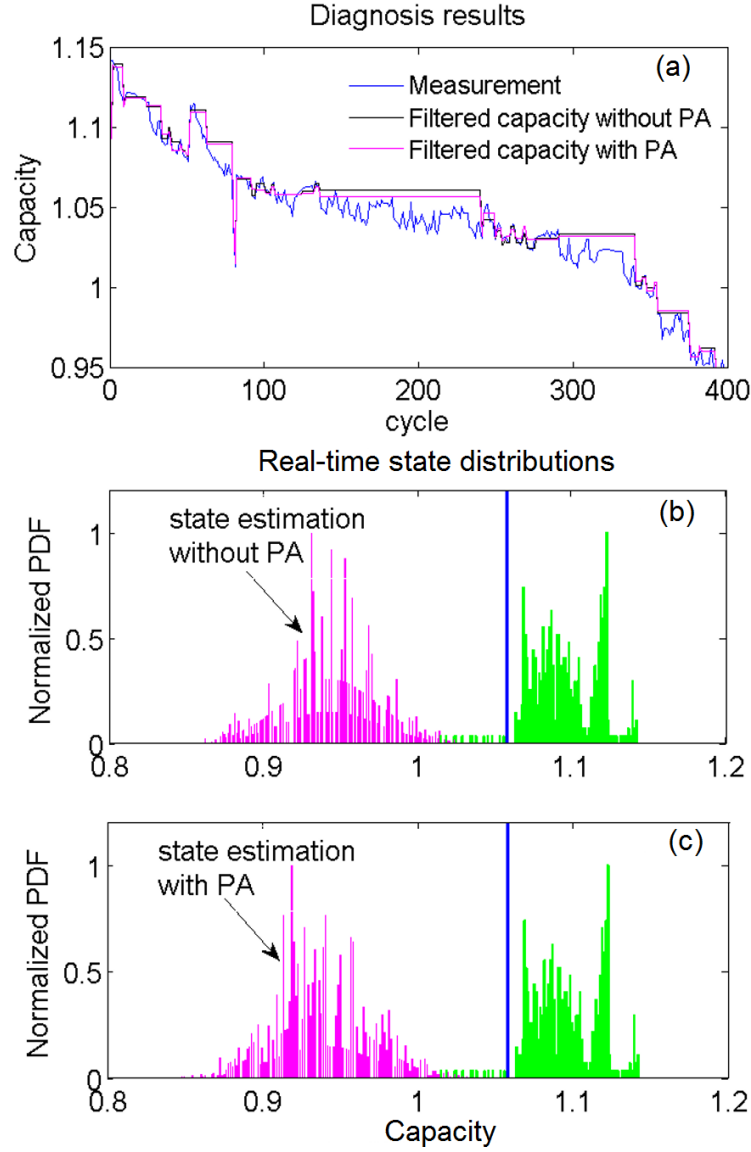 Diagnosis results
(a)
Measurement
Filtered capacity without PA
Filtered capacity with PA
Capacity
1.15
1.1
1.05
1
0.95
0 100 200 300 400
cycle
Real-time state distributions
(b)
state estimation
without PA
Normalized PDF
1
0.5
0
0.8 0.9 1 1.1 1.2
(c)
state estimation
with PA
Normalized PDF
1
0.5
0
0.8 0.9 1 1.1 1.2
Capacity